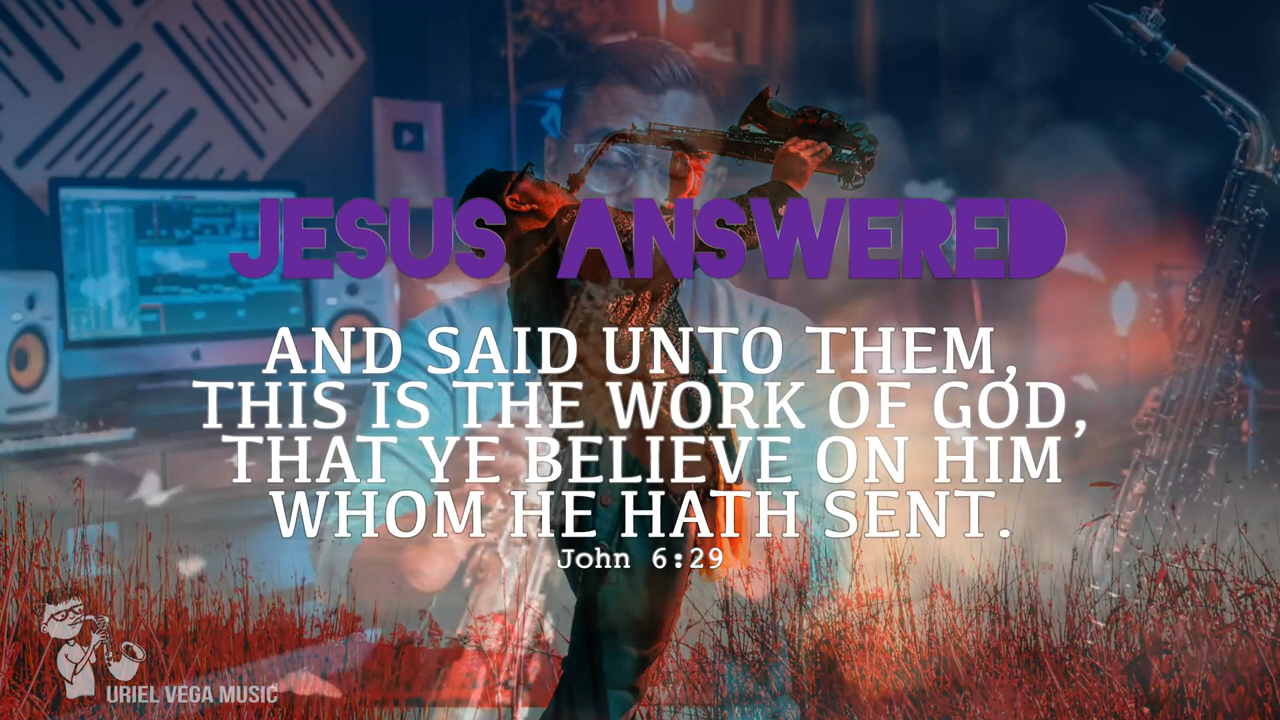 JESUS ANSWERED
AND SAID UNTO THEM,
THIS IS THE WORK OF GOD,
THAT YE BELIEVE ON HIM
WHOM HE HATH SENT.
John 6:29
URIEL VEGA MUSIC